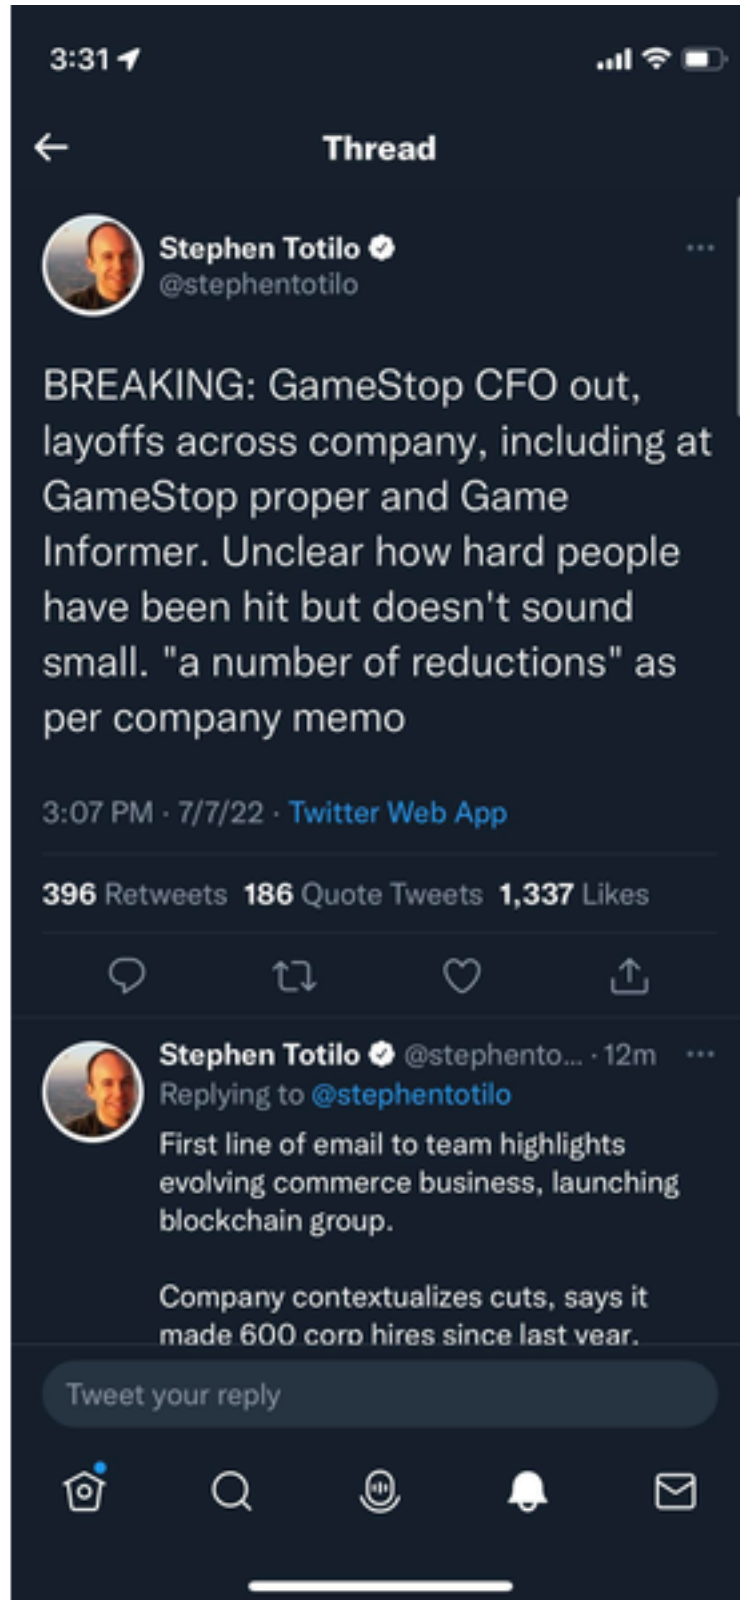 3:31
Thread
Stephen Totilo
@stephentotilo
BREAKING: GameStop CFO out,
layoffs across company, including at
GameStop proper and Game
Informer. Unclear how hard people
have been hit but doesn't sound
small. "a number of reductions" as
per company memo
3:07 PM · 7/7/22 · Twitter Web App
396 Retweets 186 Quote Tweets 1,337 Likes
Stephen Totilo @stephento... · 12m
Replying to @stephentotilo
First line of email to team highlights
evolving commerce business, launching
blockchain group.
Company contextualizes cuts, says it
made 600 corp hires since last year.
Tweet your reply